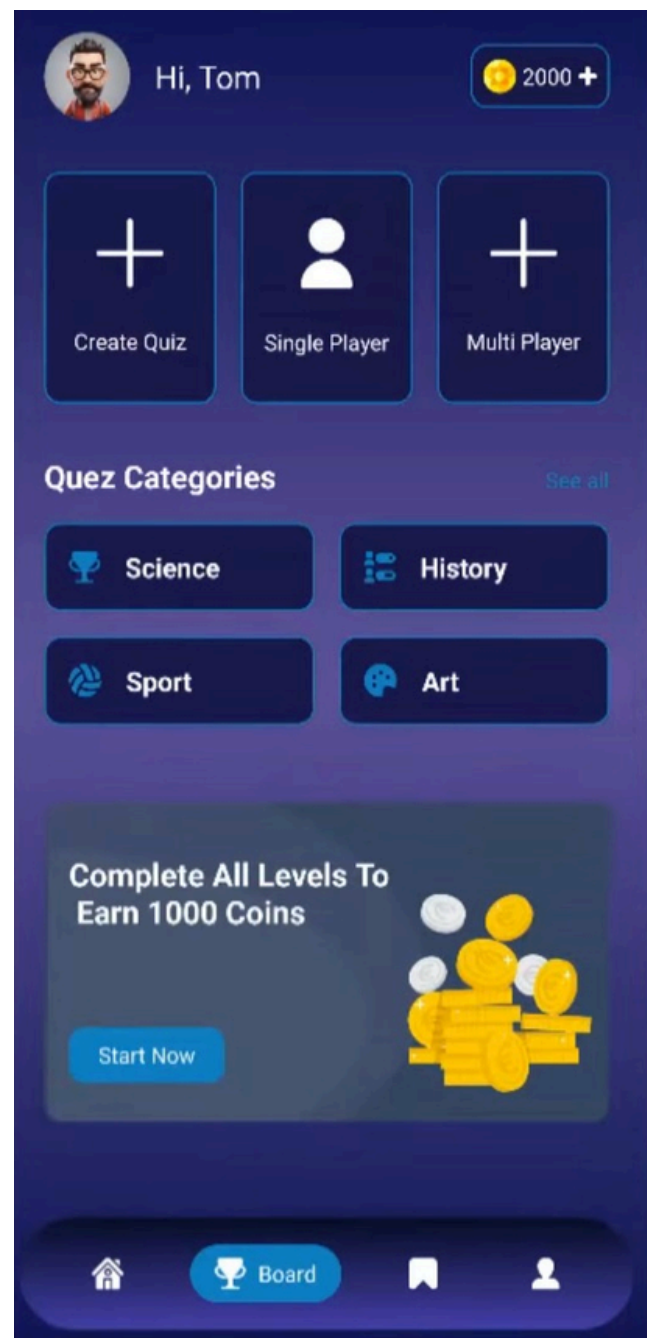 Hi, Tom
2000 +
Create Quiz
Single Player
Multi Player
Quez Categories
See all
Science
History
Sport
Art
Complete All Levels To
Earn 1000 Coins
Start Now
Board